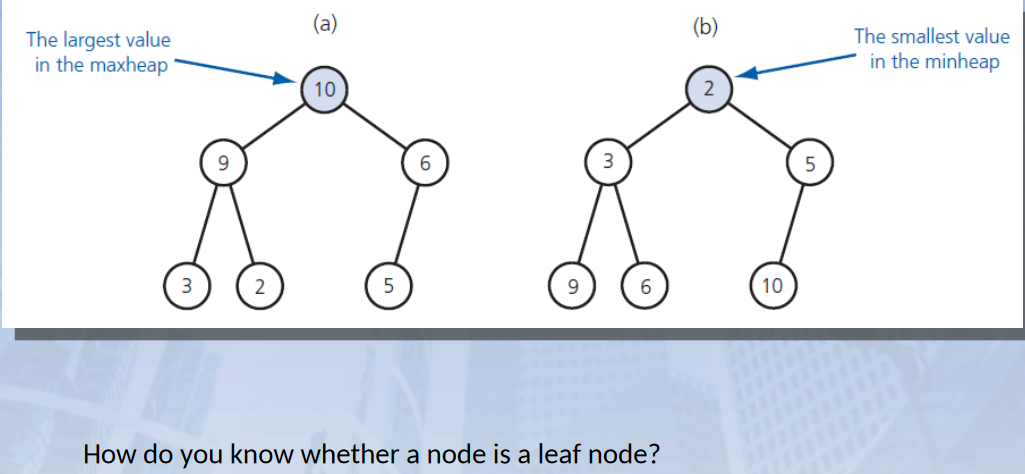 (a)
The largest value
in the maxheap
10
9
6
3
2
5
(b)
The smallest value
in the minheap
2
3
5
9
6
10
How do you know whether a node is a leaf node?